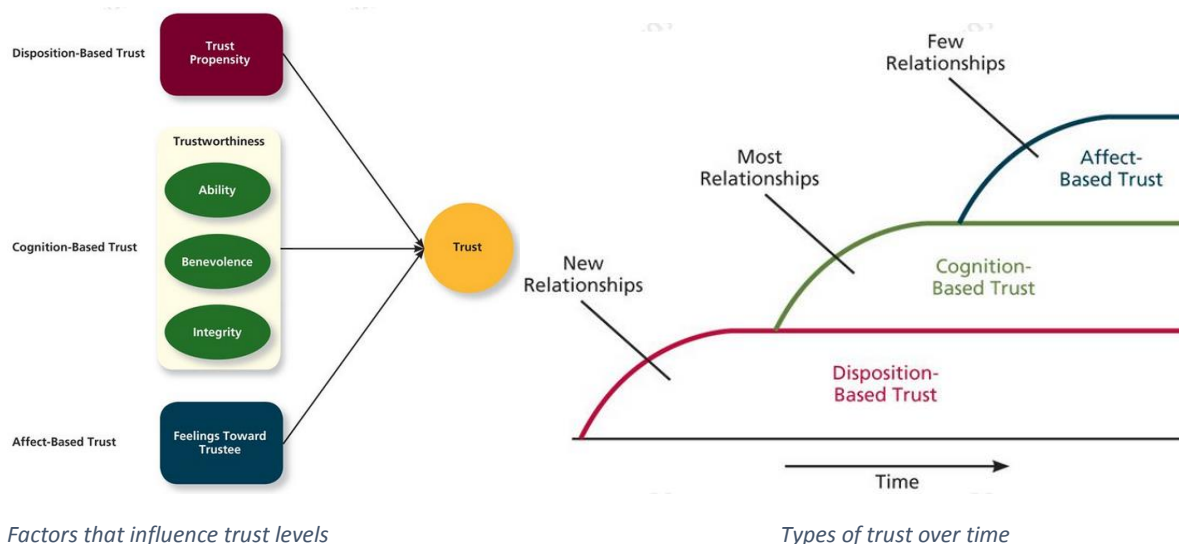 Disposition-Based Trust
Trust
Propensity
Trustworthiness
Ability
Cognition-Based Trust
Benevolence
Integrity
Trust
Affect-Based Trust
Feelings Toward
Trustee
Few
Relationships
Affect-
Based Trust
Most
Relationships
Cognition-
Based Trust
New
Relationships
Disposition-
Based Trust
Time
Factors that influence trust levels
Types of trust over time